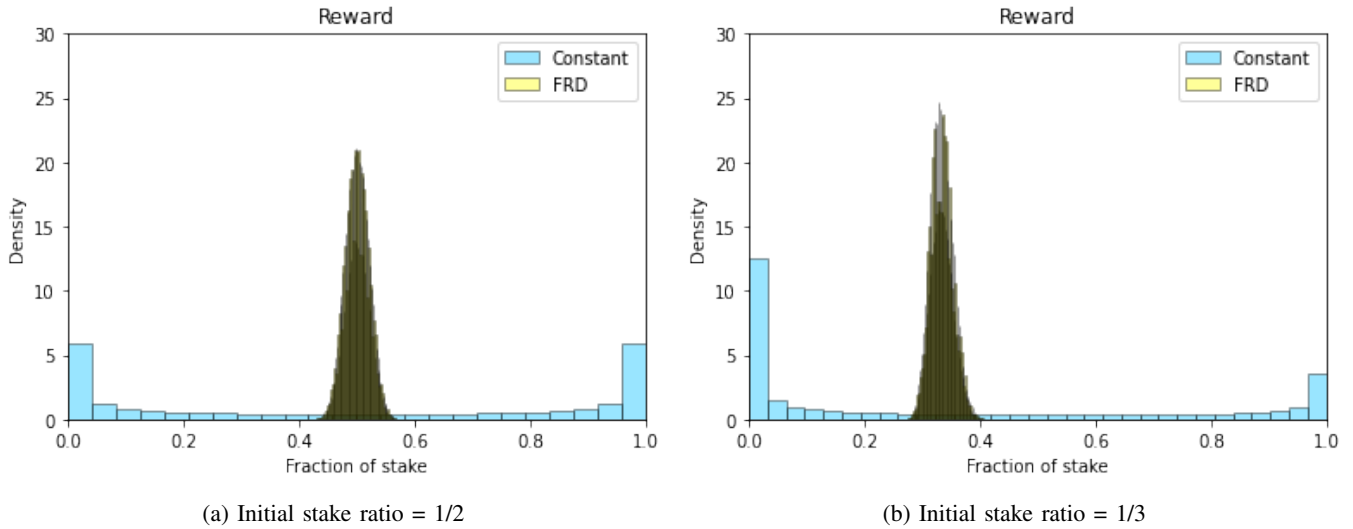 Reward
30
25
20
15
10
5
0
Density
Constant
FRD
0.0 0.2 0.4 0.6 0.8 1.0
Fraction of stake
(a) Initial stake ratio = 1/2
Reward
30
25
20
15
10
5
0
Density
Constant
FRD
0.0 0.2 0.4 0.6 0.8 1.0
Fraction of stake
(b) Initial stake ratio = 1/3